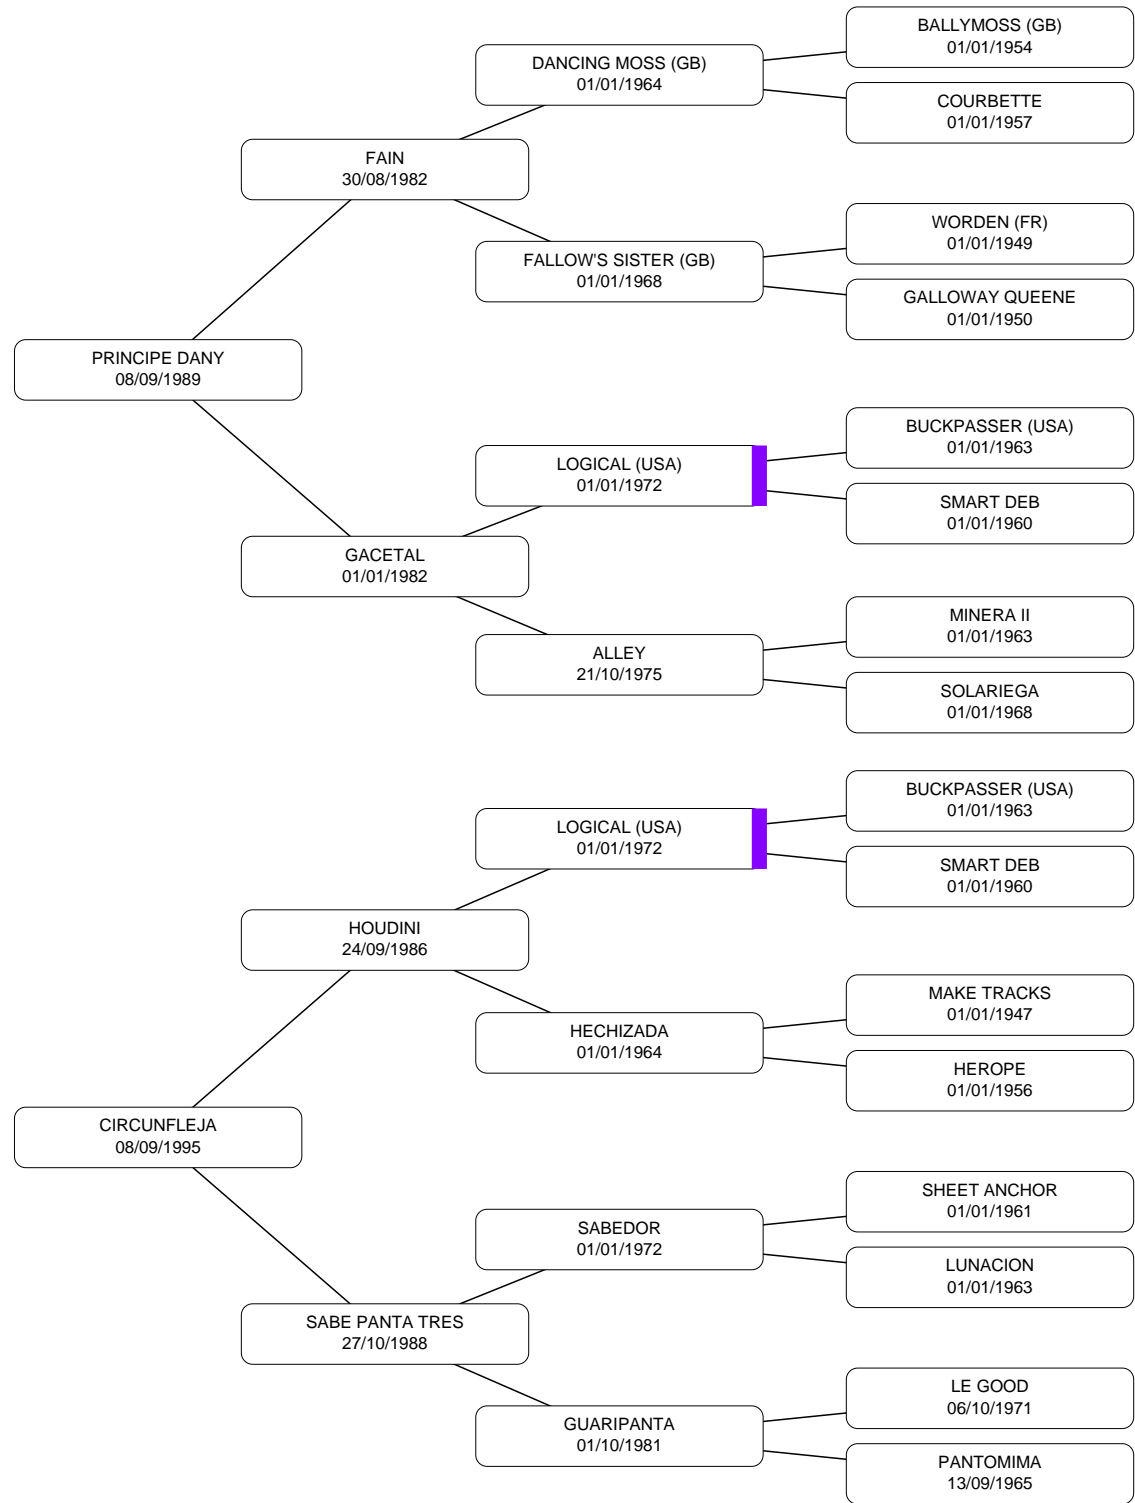 BALLYMOSS (GB)
01/01/1954
DANCING MOSS (GB)
01/01/1964
COURBETTE
01/01/1957
FAIN
30/08/1982
WORDEN (FR)
01/01/1949
FALLOW'S SISTER (GB)
01/01/1968
GALLOWAY QUEENE
01/01/1950
PRINCIPE DANY
08/09/1989
BUCKPASSER (USA)
01/01/1963
LOGICAL (USA)
01/01/1972
SMART DEB
01/01/1960
GACETAL
01/01/1982
MINERA II
01/01/1963
ALLEY
21/10/1975
SOLARIEGA
01/01/1968
BUCKPASSER (USA)
01/01/1963
LOGICAL (USA)
01/01/1972
SMART DEB
01/01/1960
HOUDINI
24/09/1986
MAKE TRACKS
01/01/1947
HECHIZADA
01/01/1964
HEROPE
01/01/1956
CIRCUNFLEJA
08/09/1995
SHEET ANCHOR
01/01/1961
SABEDOR
01/01/1972
LUNACION
01/01/1963
SABE PANTA TRES
27/10/1988
LE GOOD
06/10/1971
GUARIPANTA
01/10/1981
PANTOMIMA
13/09/1965